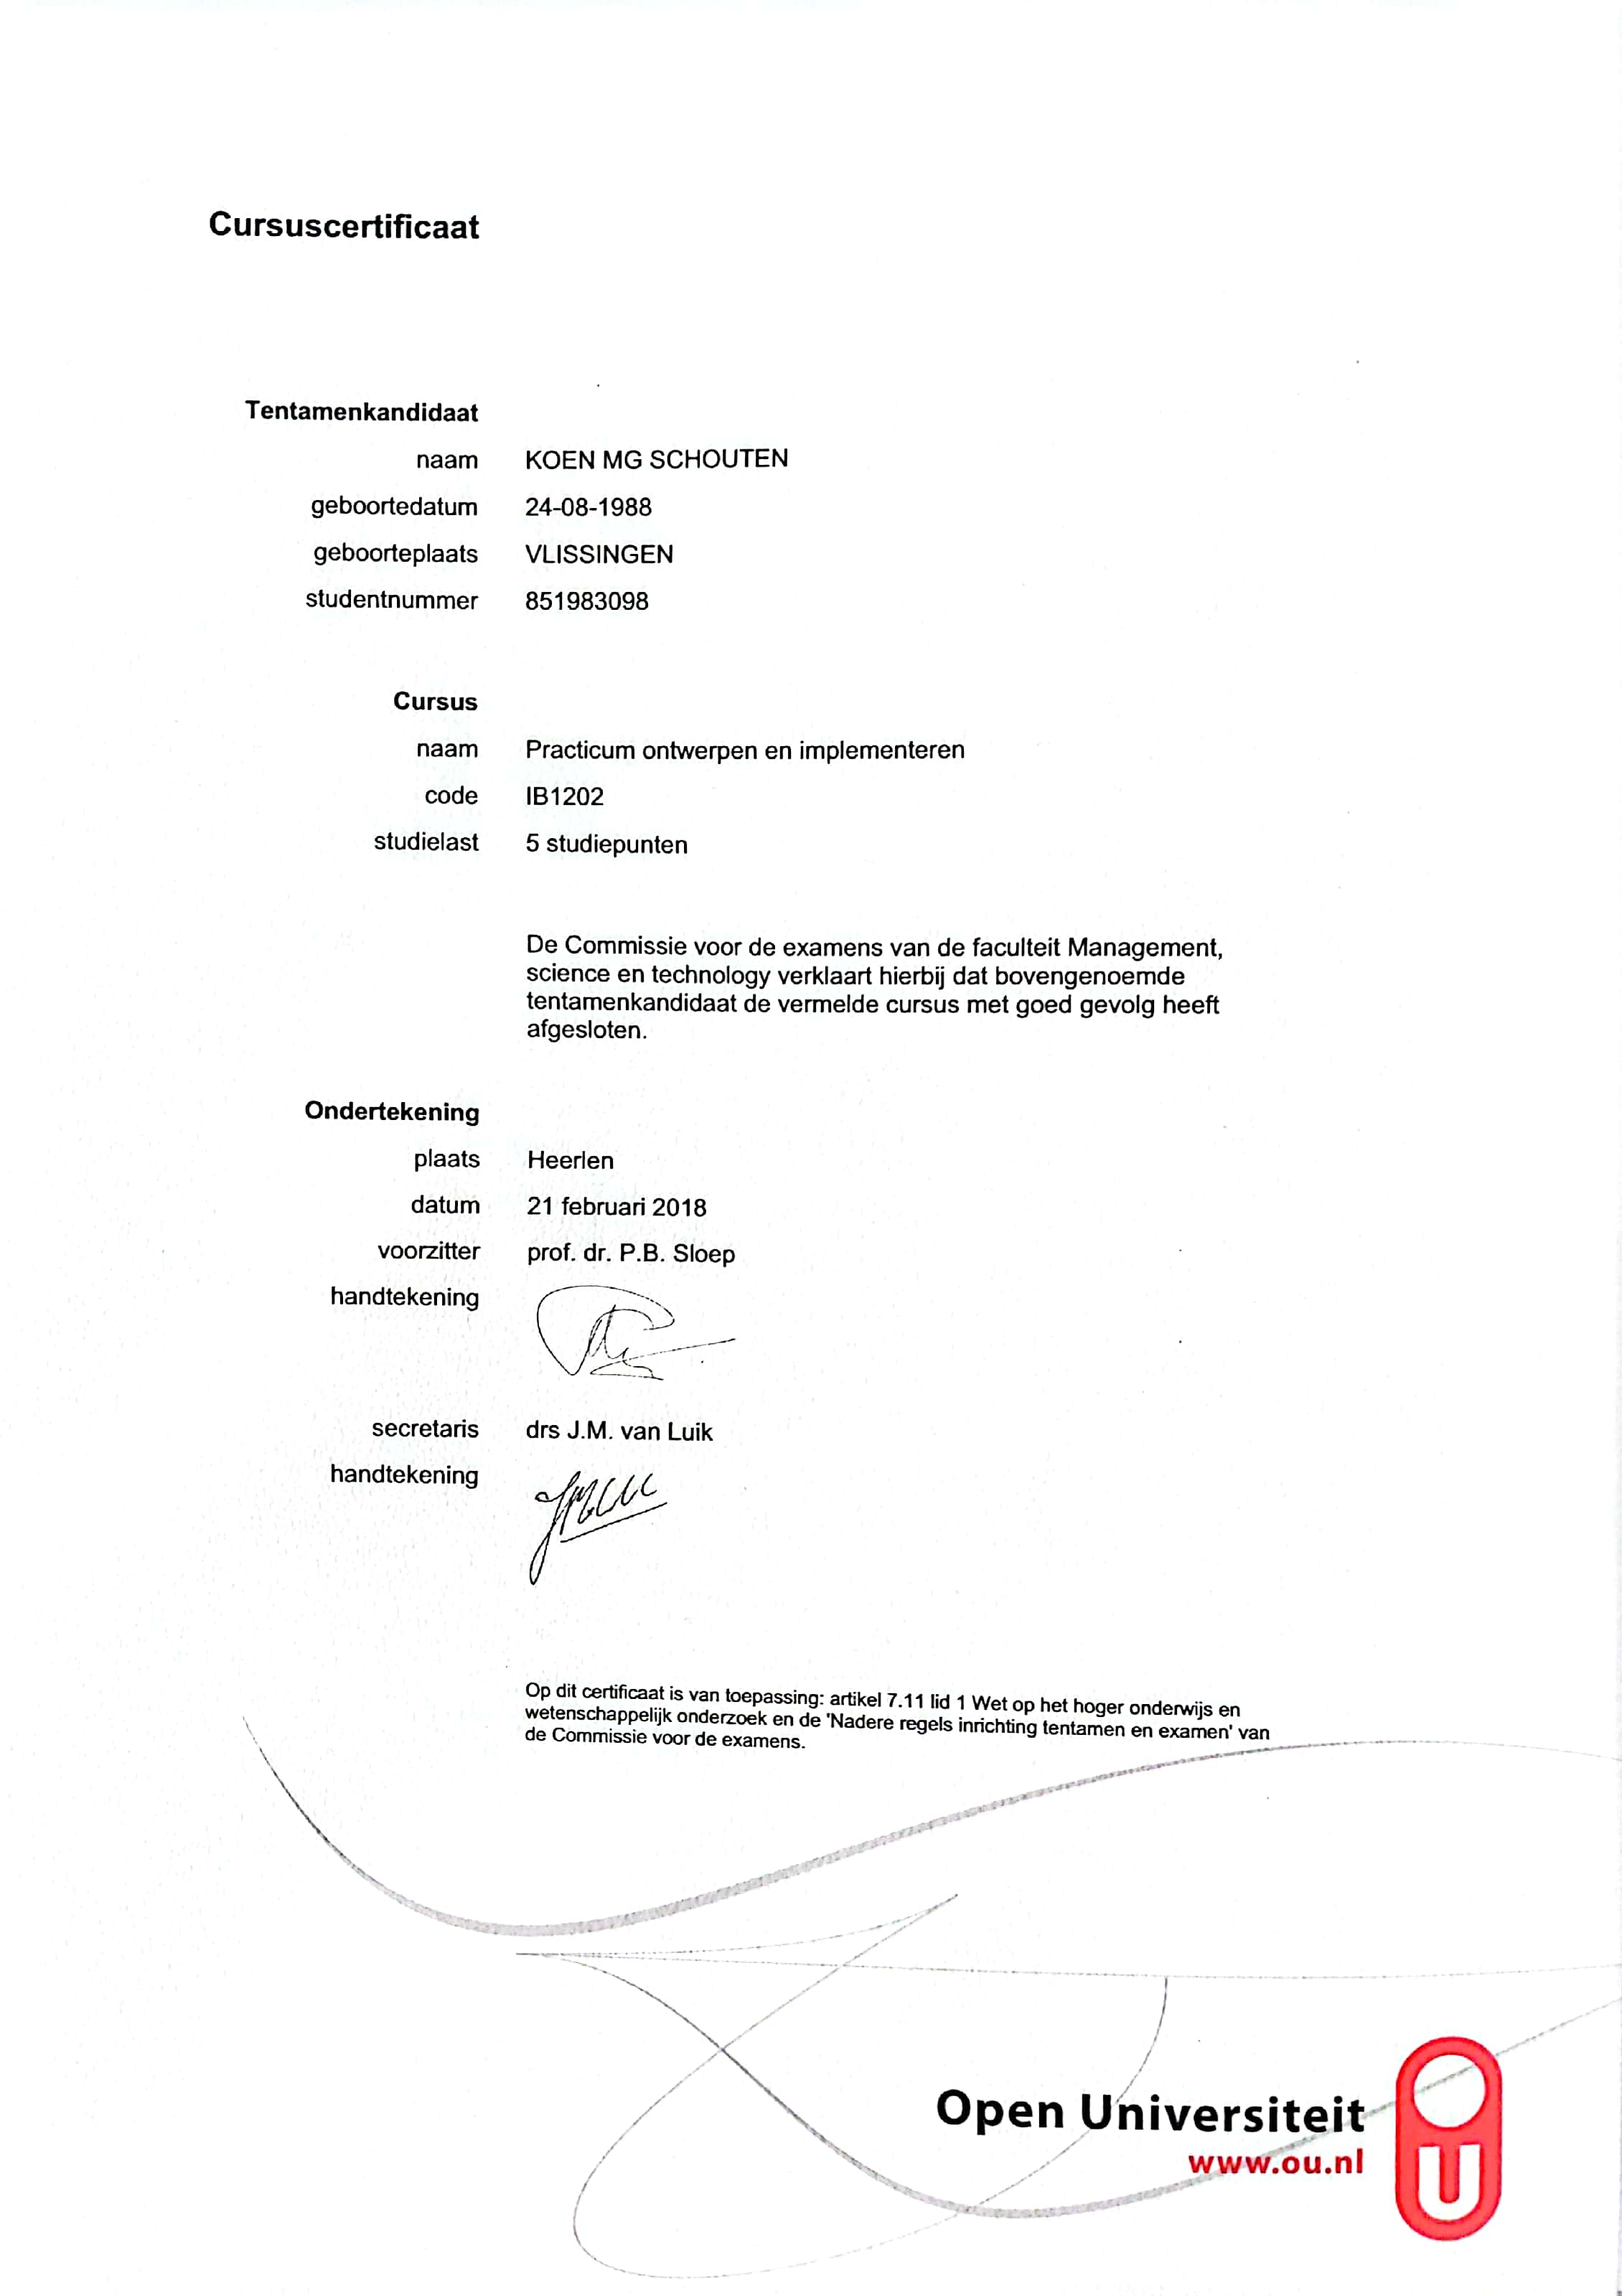 Cursuscertificaat
Tentamenkandidaat
naam KOEN MG SCHOUTEN
geboortedatum 24-08-1988
geboorteplaats VLISSINGEN
studentnummer 851983098
Cursus
naam Practicum ontwerpen en implementeren
code IB1202
studielast 5 studiepunten
De Commissie voor de examens van de faculteit Management,
science en technology verklaart hierbij dat bovengenoemde
tentamenkandidaat de vermelde cursus met goed gevolg heeft
afgesloten.
Ondertekening
plaats Heerlen
datum 21 februari 2018
voorzitter prof. dr. P.B. Sloep
handtekening
secretaris drs J.M. van Luik
handtekening
Op dit certificaat is van toepassing: artikel 7.11 lid 1 Wet op het hoger onderwijs en
wetenschappelijk onderzoek en de 'Nadere regels inrichting tentamen en examen' van
de Commissie voor de examens.
Open Universiteit
www.ou.nl